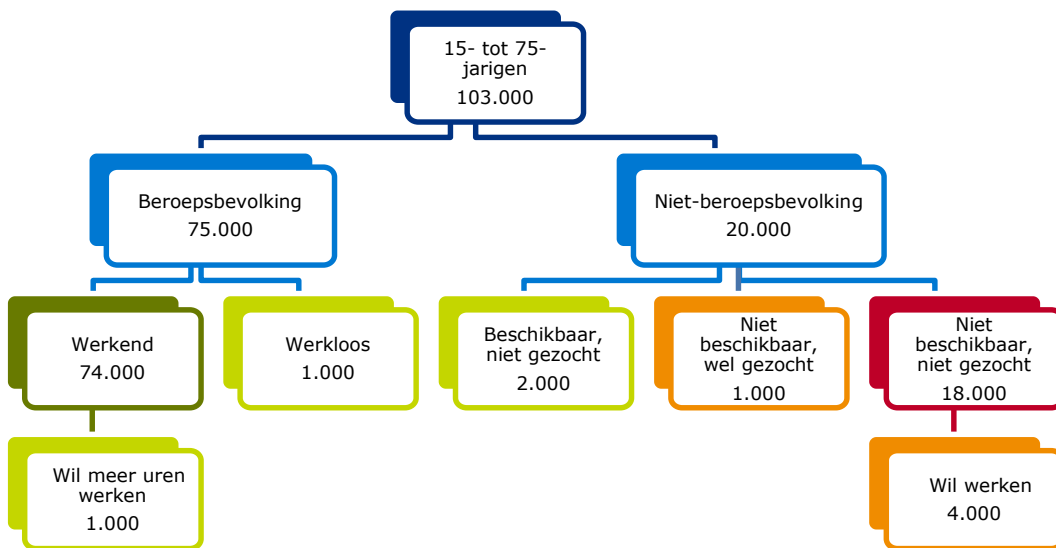 15- tot 75-
jarigen
103.000
Beroepsbevolking
75.000
Niet-beroepsbevolking
20.000
Werkend
74.000
Werkloos
1.000
Beschikbaar,
niet gezocht
2.000
Niet
beschikbaar,
wel gezocht
1.000
Niet
beschikbaar,
niet gezocht
18.000
Wil meer uren
werken
1.000
Wil werken
4.000